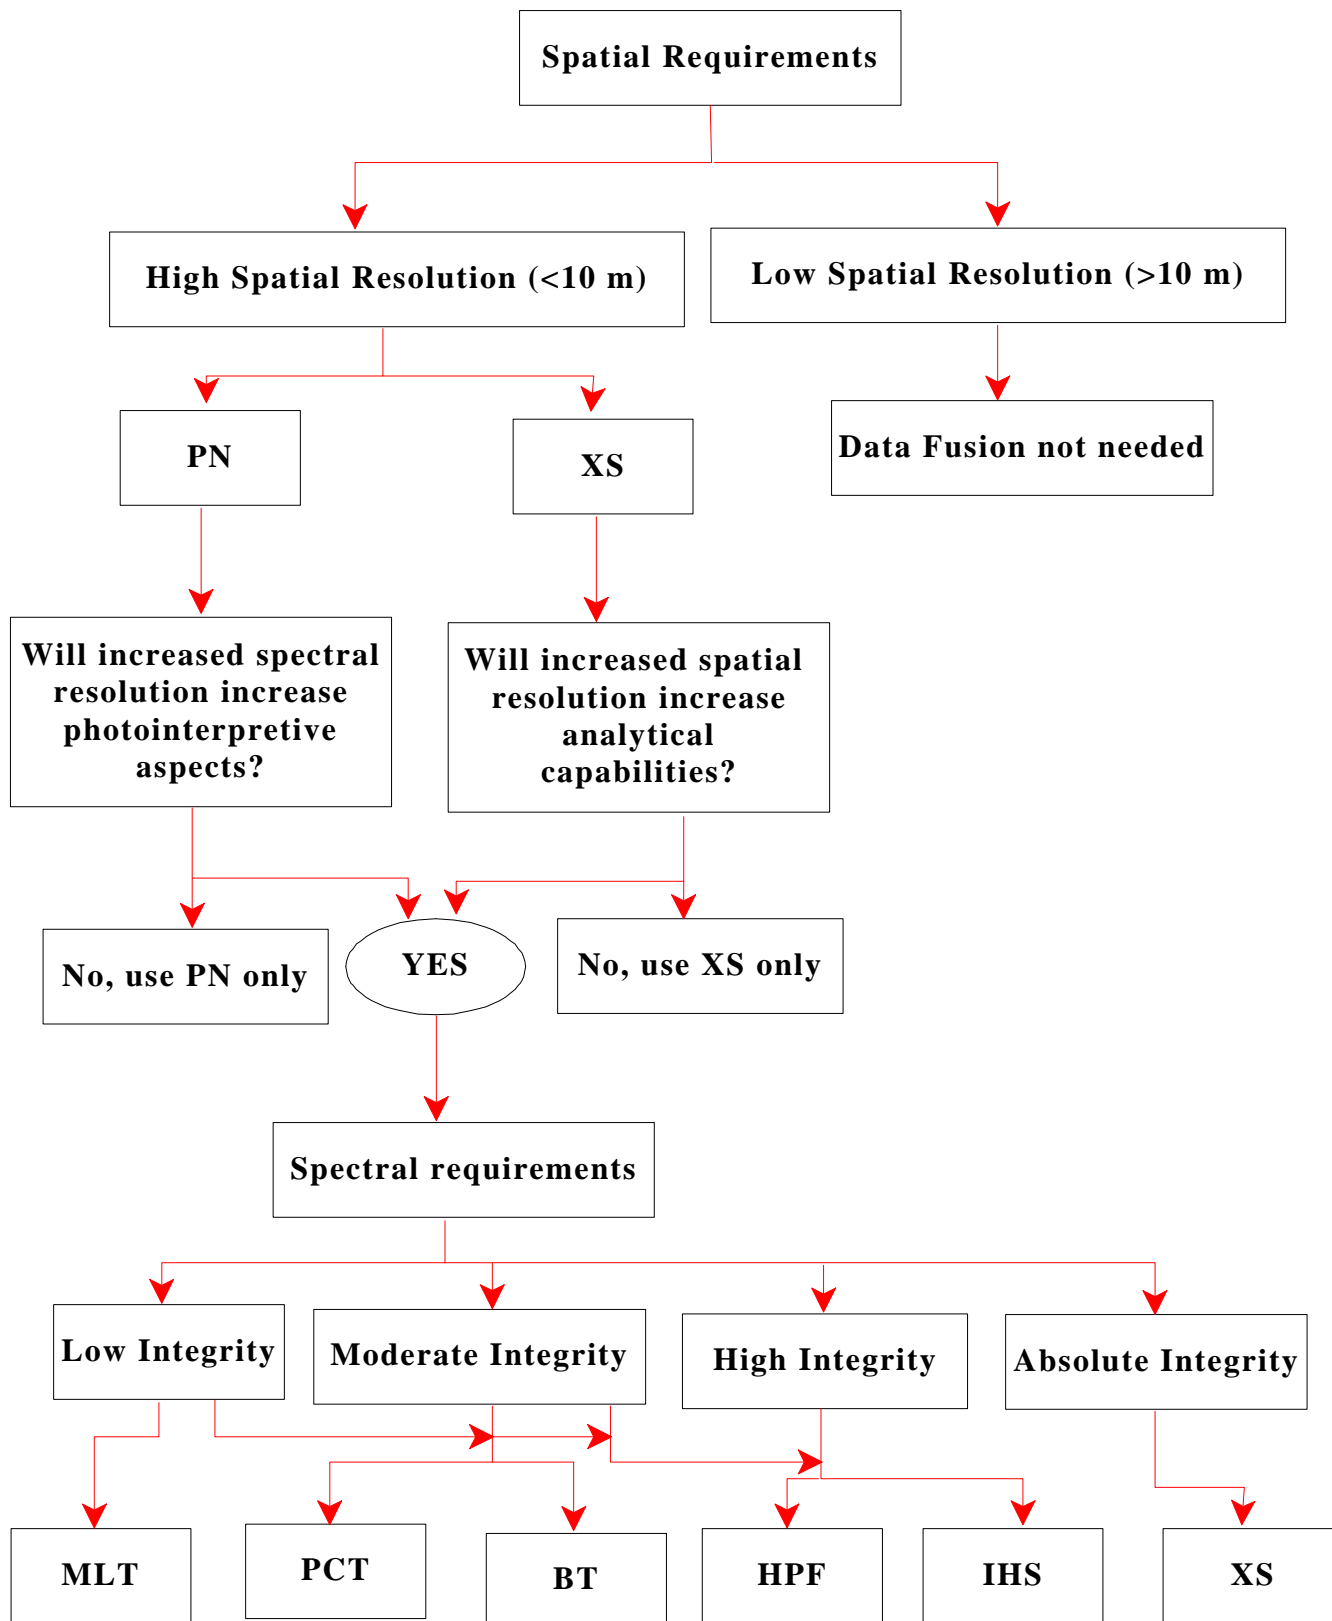 Spatial Requirements
High Spatial Resolution (<10 m)
Low Spatial Resolution (>10 m)
PN
XS
Data Fusion not needed
Will increased spectral
resolution increase
photointerpretive
aspects?
Will increased spatial
resolution increase
analytical
capabilities?
No, use PN only
YES
No, use XS only
Spectral requirements
Low Integrity
Moderate Integrity
High Integrity
Absolute Integrity
MLT
PCT
BT
HPF
IHS
XS